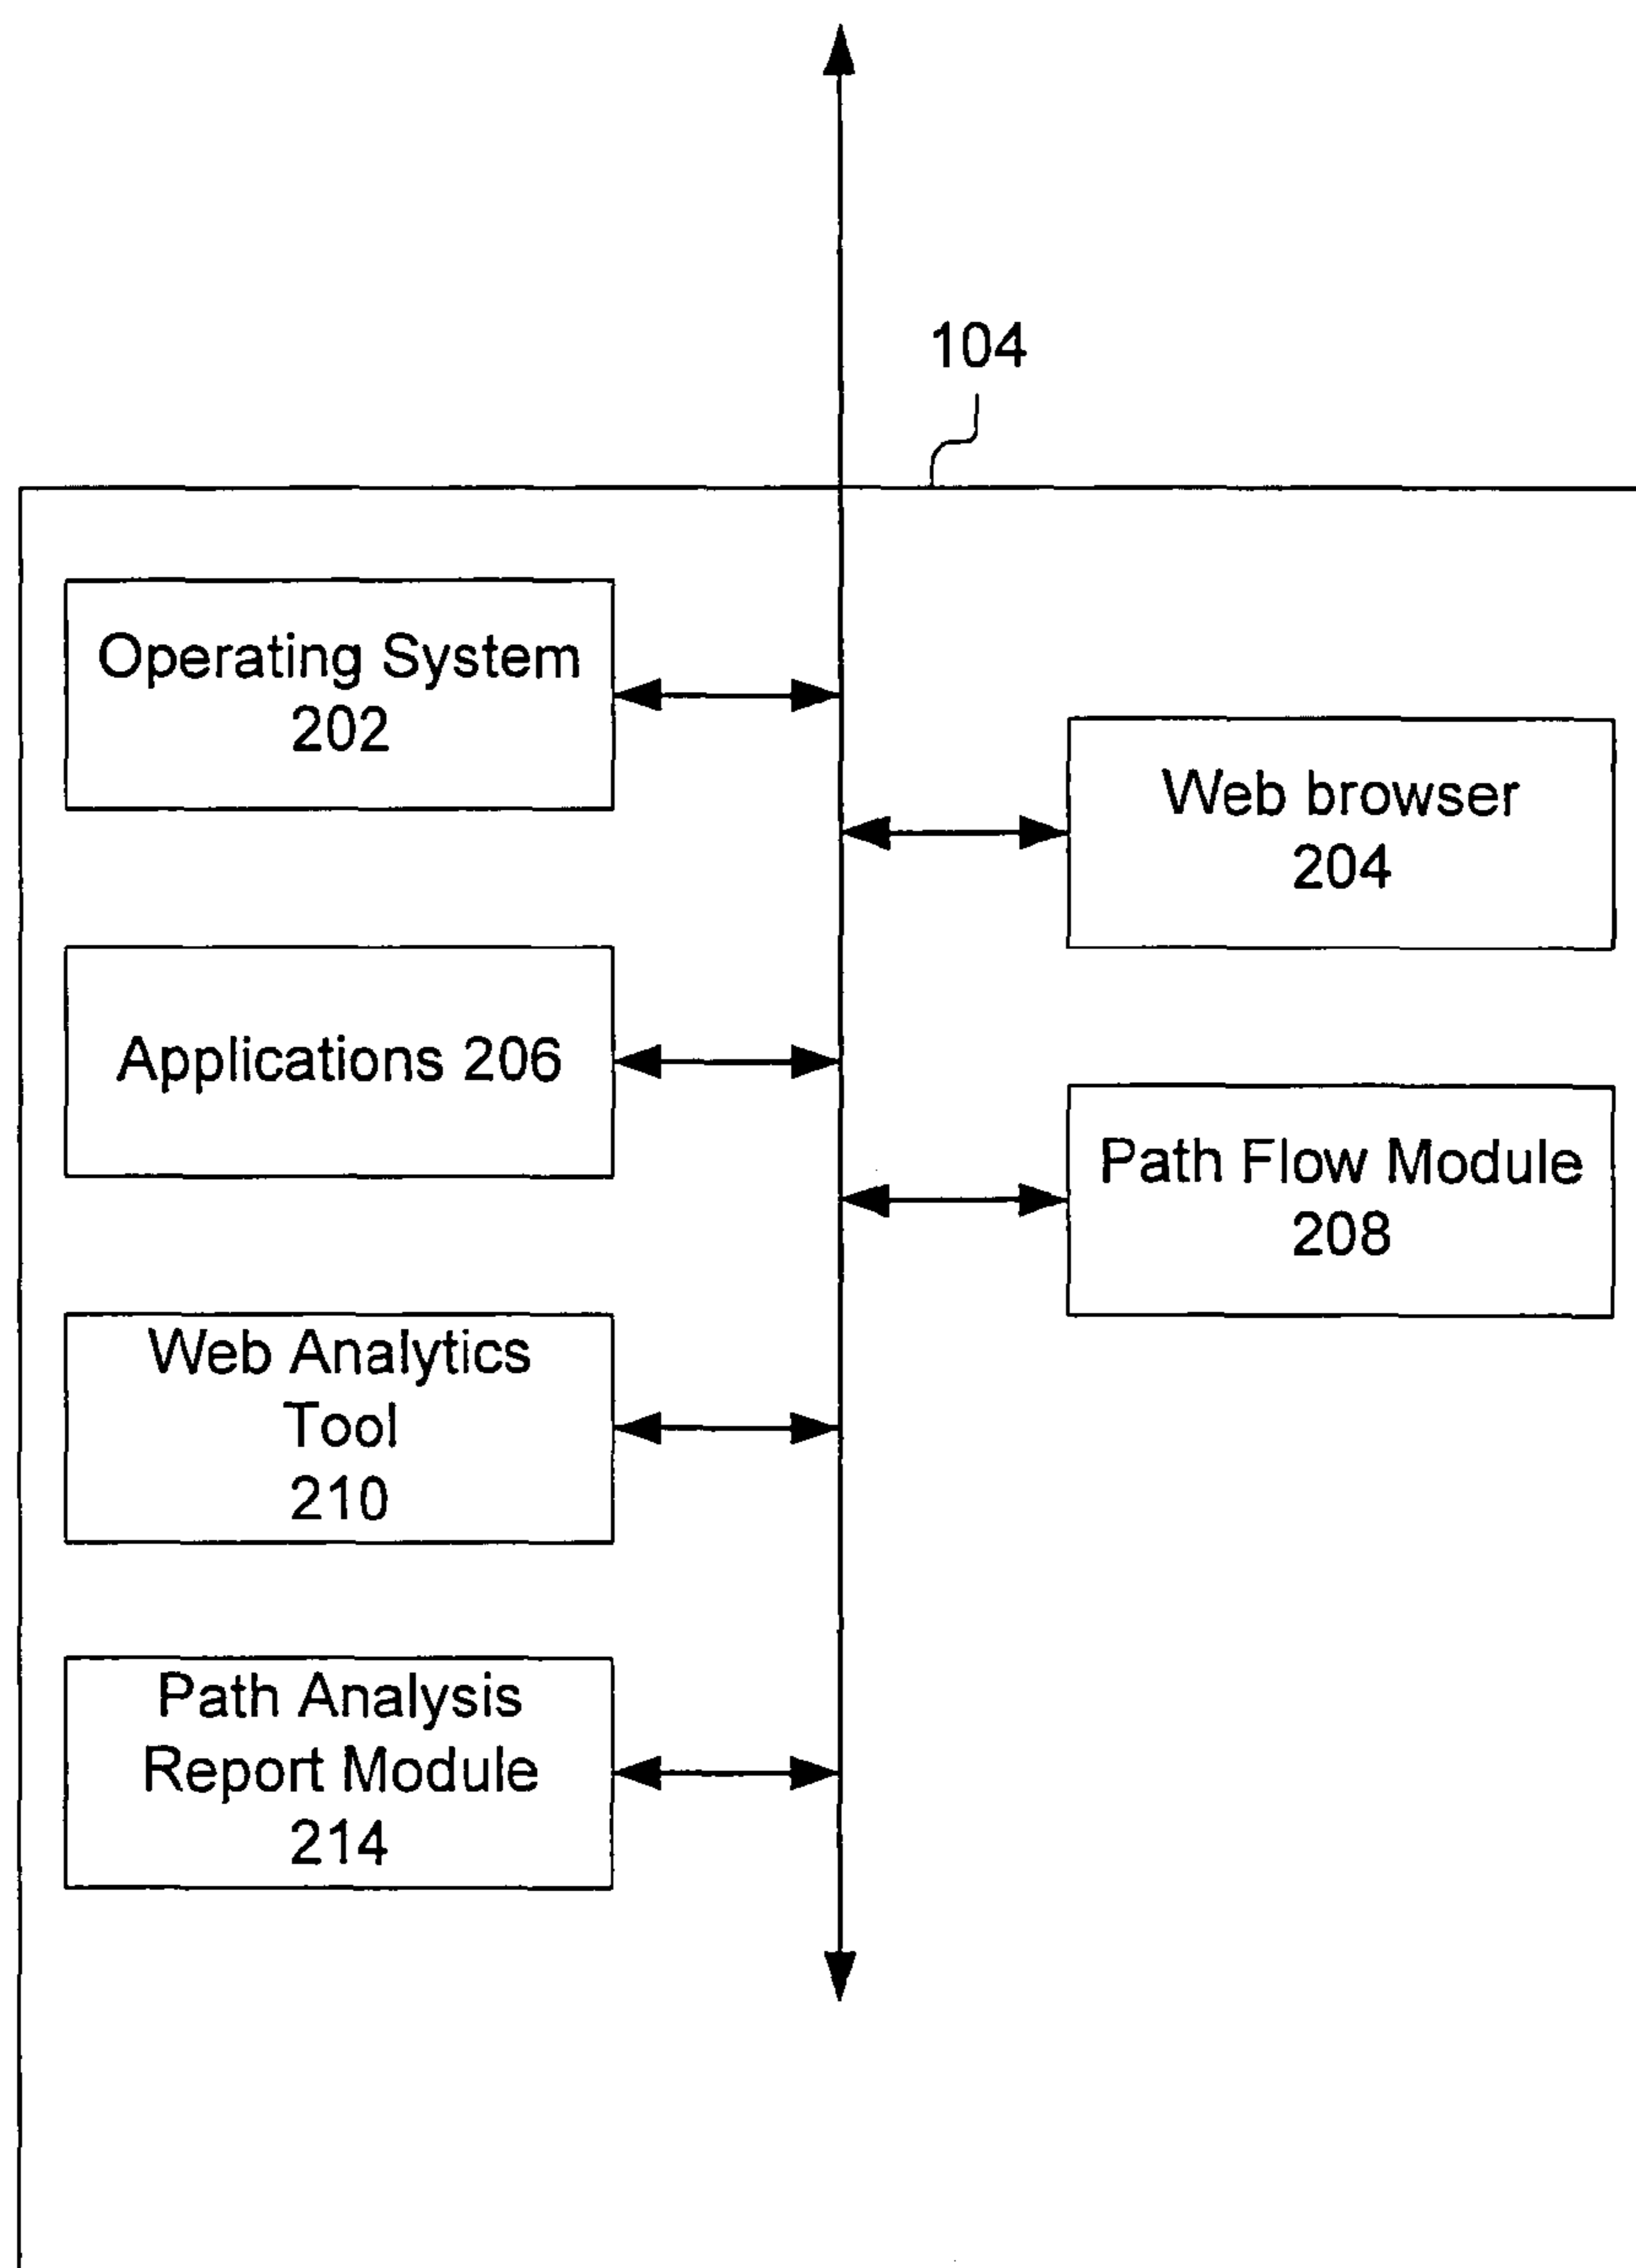 104
Operating System
202
Web browser
204
Applications 206
Path Flow Module
208
Web Analytics
Tool
210
Path Analysis
Report Module
214